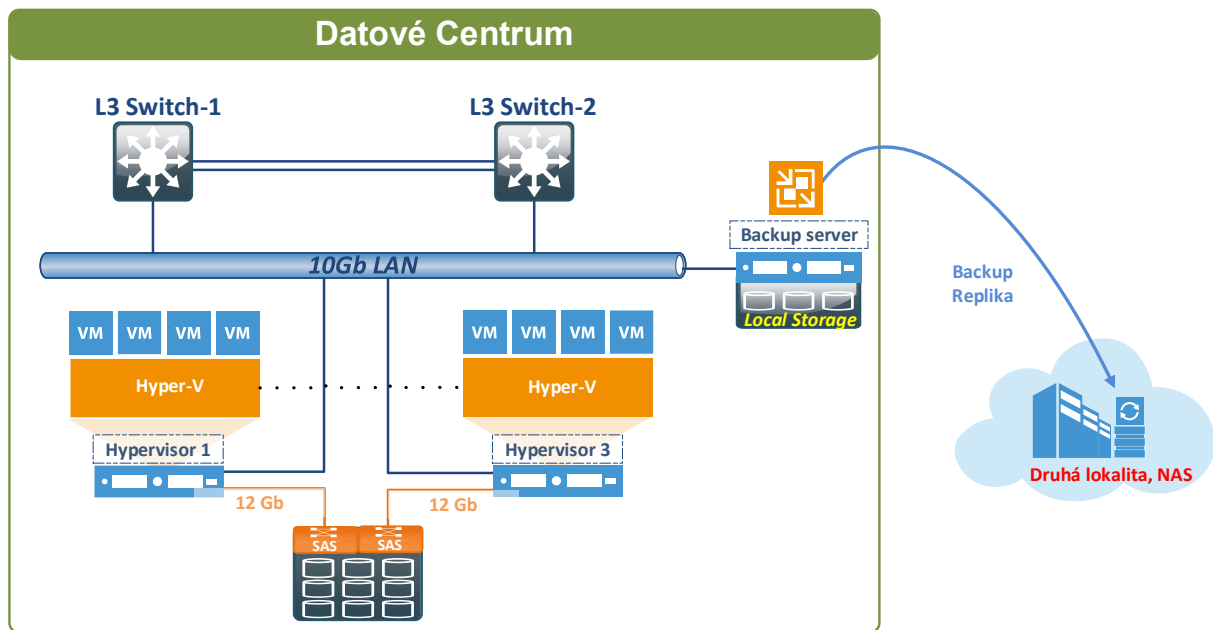 Datové Centrum
L3 Switch-1
L3 Switch-2
Backup server
10Gb LAN
Local Storage
Backup
Replika
VM VM VM VM
VM VM VM VM
Hyper-V
Hyper-V
Hypervisor 1
Hypervisor 3
12 Gb
12 Gb
SAS
SAS
Druhá lokalita, NAS